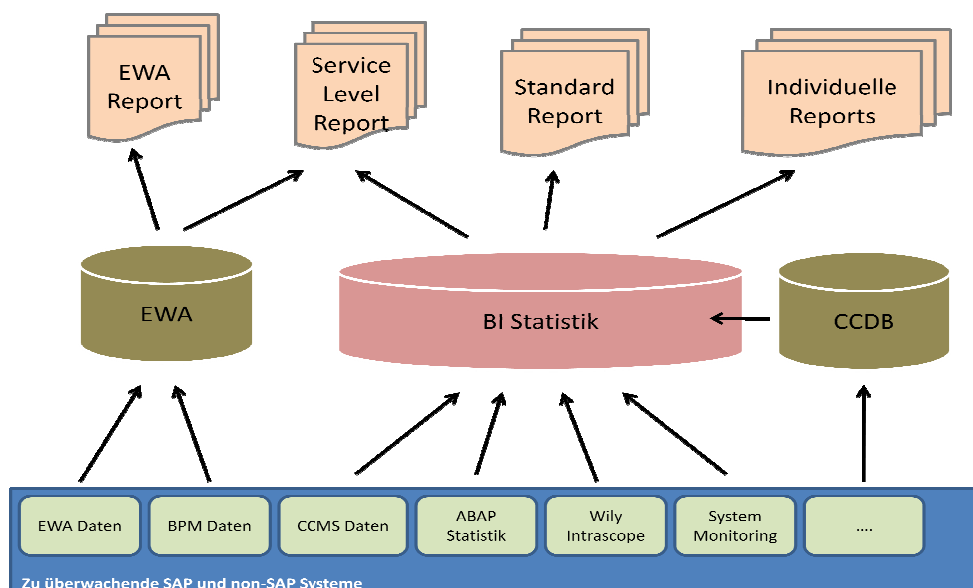 EWA
Report
Service
Level
Report
Standard
Report
Individuelle
Reports
EWA
BI Statistik
CCDB
EWA Daten
BPM Daten
CCMS Daten
ABAP
Statistik
Wily
Intrascope
System
Monitoring
....
Zu überwachende SAP und non-SAP Systeme